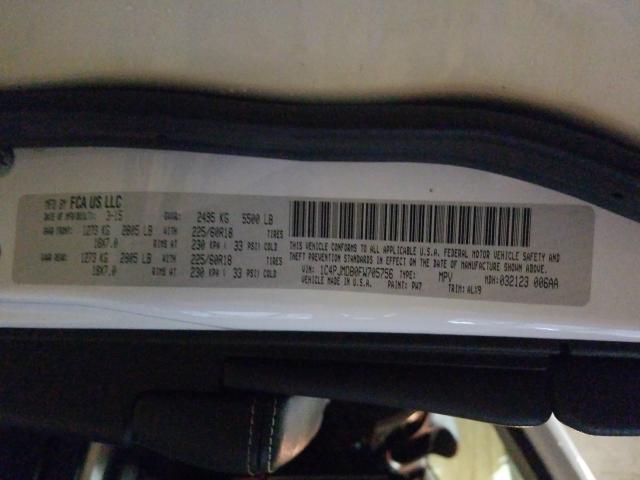 MFD BY FCA US LLC
DATE OF MFR/BUILT: 3-15 GVWR: 2495 KG 5500 LB
GAWR FRONT: 1273 KG 2805 LB WITH 225/60R18 TIRES
18X7.0 RIMS AT 230 KPA( 33 PSI) COLD
GAWR REAR: 1273 KG 2805 LB WITH 225/60R18 TIRES
18X7.0 RIMS AT 230 KPA( 33 PSI) COLD
THIS VEHICLE CONFORMS TO ALL APPLICABLE U.S.A. FEDERAL MOTOR VEHICLE SAFETY AND
THEFT PREVENTION STANDARDS IN EFFECT ON THE DATE OF MANUFACTURE SHOWN ABOVE.
VIN: 1C4PJMDB0FW705756 TYPE: MPV MDH: 032123 006AA
VEHICLE MADE IN U.S.A. PAINT: PW7 TRIM: ALX9